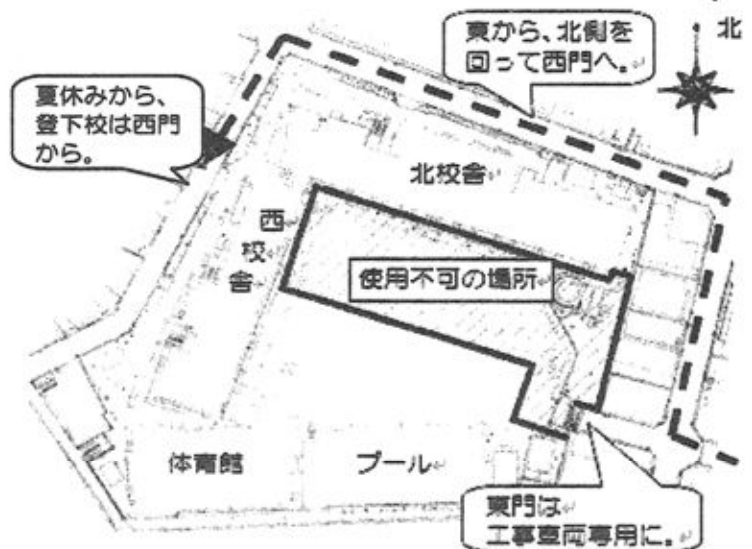 東から、北側を
回って西門へ。
北
夏休みから、
登下校は西門
から。
北校舎
西
校
舎
使用不可の場所
体育館
プール
東門は
工事車両専用に。